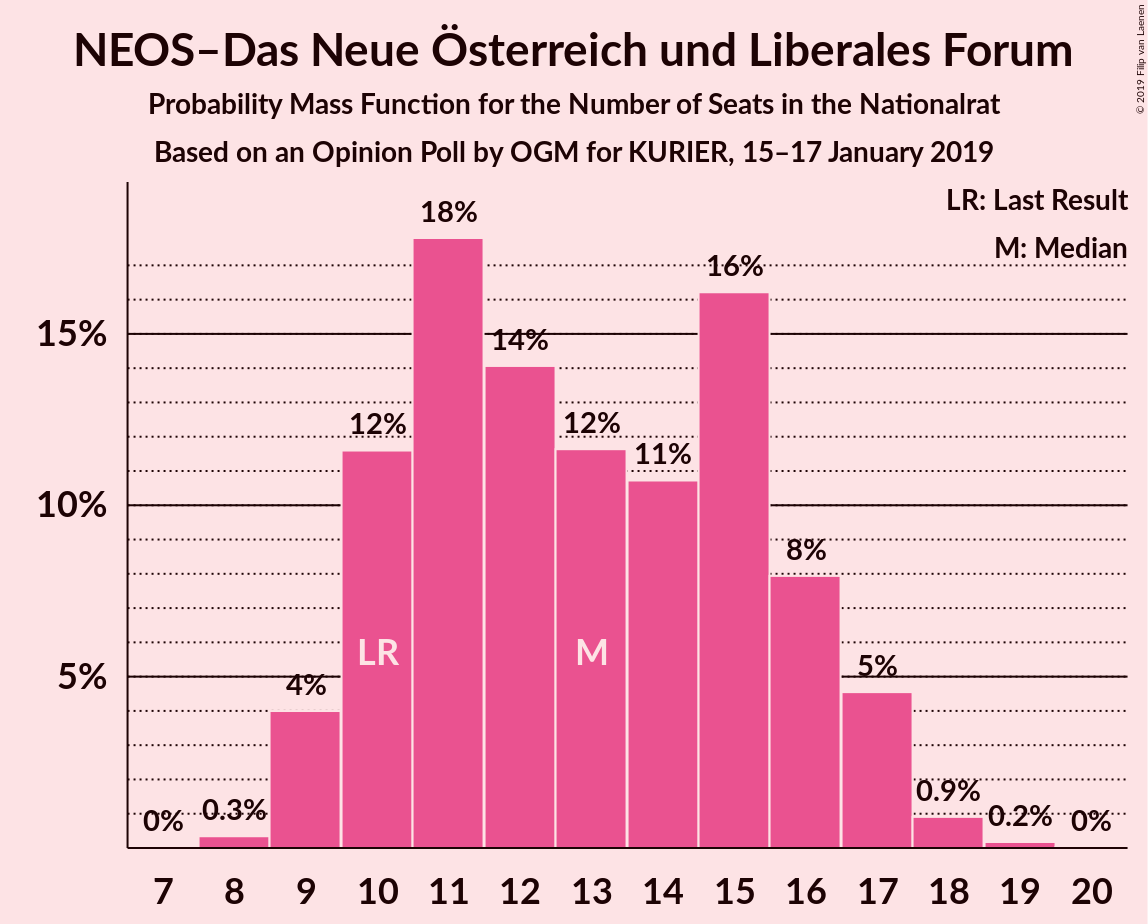 NEOS–Das Neue Österreich und Liberales Forum
Probability Mass Function for the Number of Seats in the Nationalrat
Based on an Opinion Poll by OGM for KURIER, 15–17 January 2019
© 2019 Filip van Laenen
LR: Last Result
M: Median
18%
16%
15%
14%
12%
12%
11%
10%
8%
LR
M
5%
5%
4%
0.9%
0.3%
0.2%
0%
0%
7 8 9 10 11 12 13 14 15 16 17 18 19 20